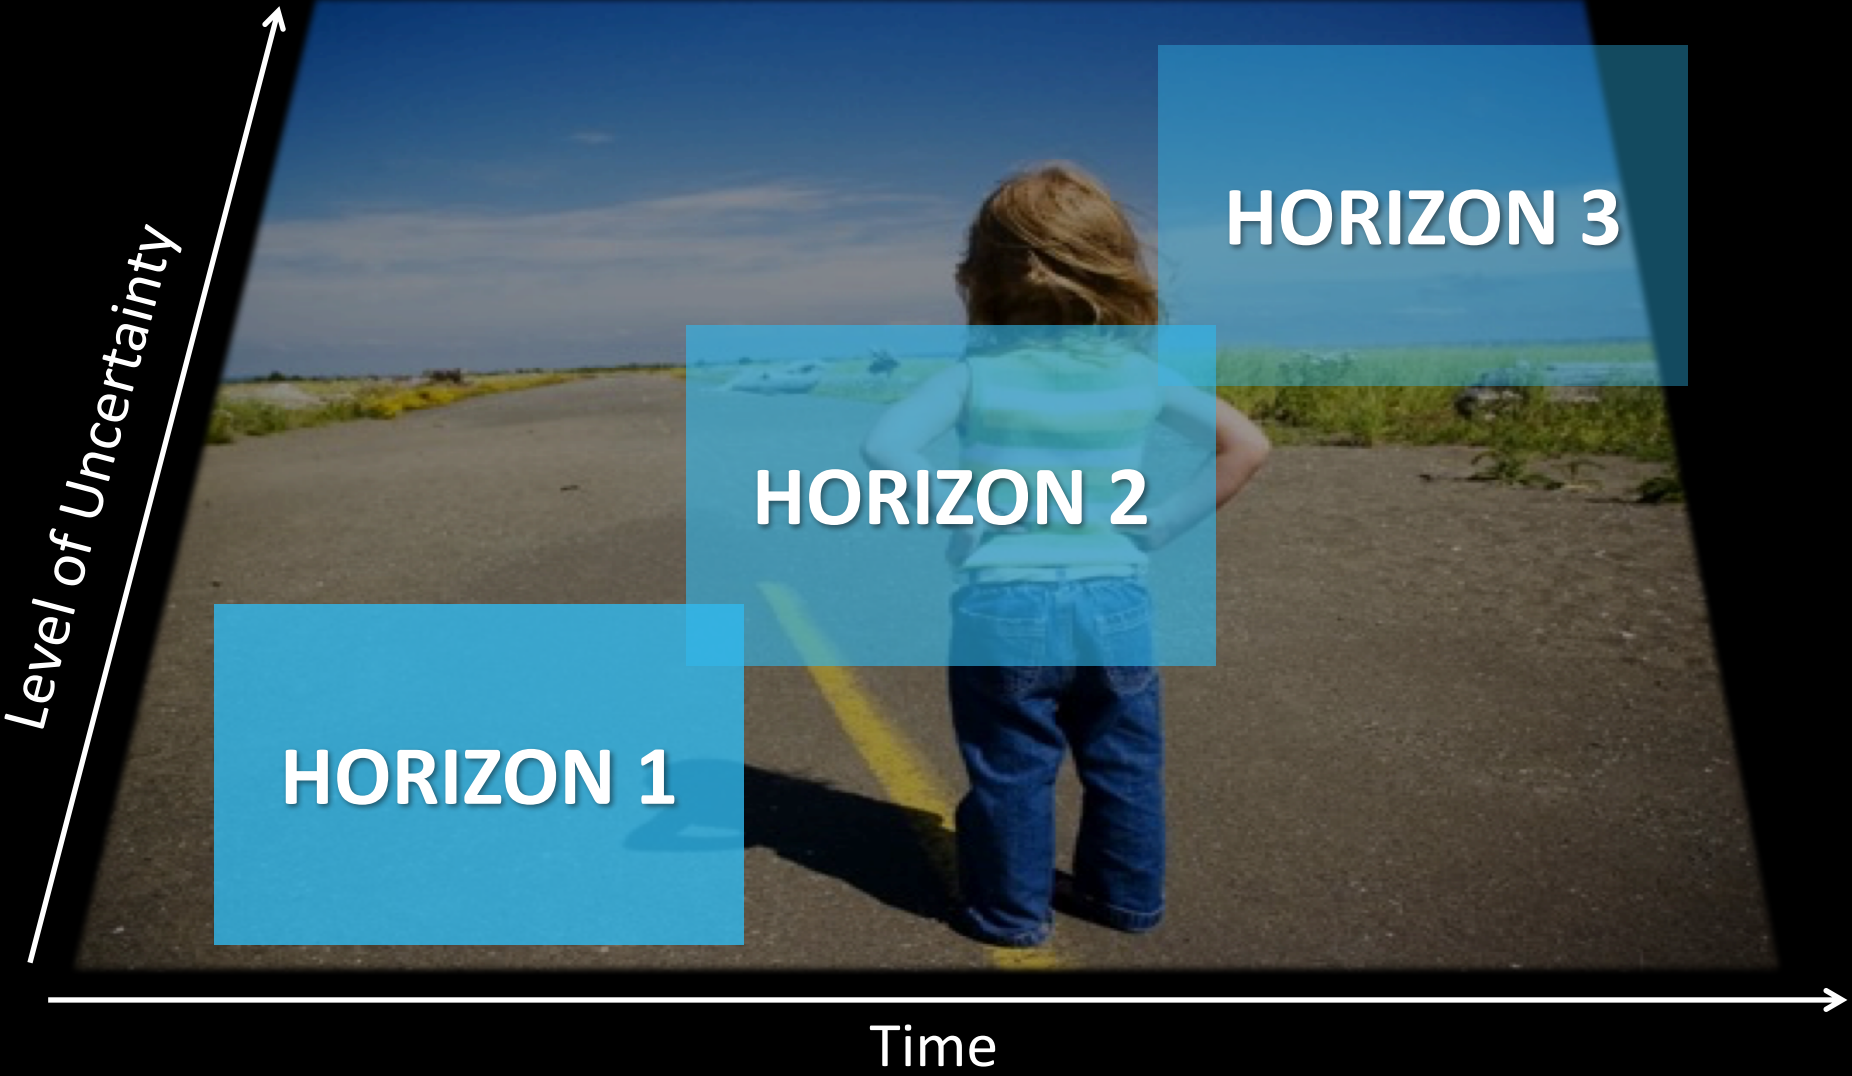 HORIZON 3
Level of Uncertainty
HORIZON 2
HORIZON 1
Time